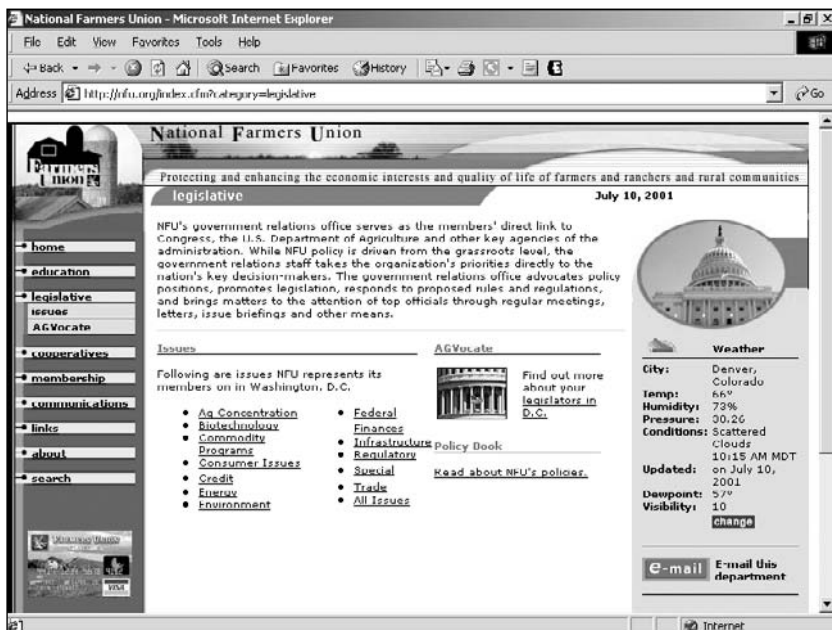 National Farmers Union - Microsoft Internet Explorer
File Edit View Favorites Tools Help
Back Search Favorites History
Address http://nfu.org/index.cfm?category=legislative Go
Farmers Union
National Farmers Union
Protecting and enhancing the economic interests and quality of life of farmers and ranchers and rural communities
legislative July 10, 2001
home
education
legislative
issues
AGVocate
cooperatives
membership
communications
links
about
search
Farmers Union
VISA
NFU's government relations office serves as the members' direct link to
Congress, the U.S. Department of Agriculture and other key agencies of the
administration. While NFU policy is driven from the grassroots level, the
government relations staff takes the organization's priorities directly to the
nation's key decision-makers. The government relations office advocates policy
positions, promotes legislation, responds to proposed rules and regulations,
and brings matters to the attention of top officials through regular meetings,
letters, issue briefings and other means.
Issues
Following are issues NFU represents its
members on in Washington, D.C.
Ag Concentration
Biotechnology
Commodity
Programs
Consumer Issues
Credit
Energy
Environment
Federal
Finances
Infrastructure
Regulatory
Special
Trade
All Issues
AGVocate
Find out more
about your
legislators in
D.C.
Policy Book
Read about NFU's policies.
Weather
City: Denver,
Colorado
Temp: 66°
Humidity: 73%
Pressure: 30.26
Conditions: Scattered
Clouds
10:15 AM MDT
Updated: on July 10,
2001
Dewpoint: 57°
Visibility: 10
change
e-mail E-mail this
department
Internet